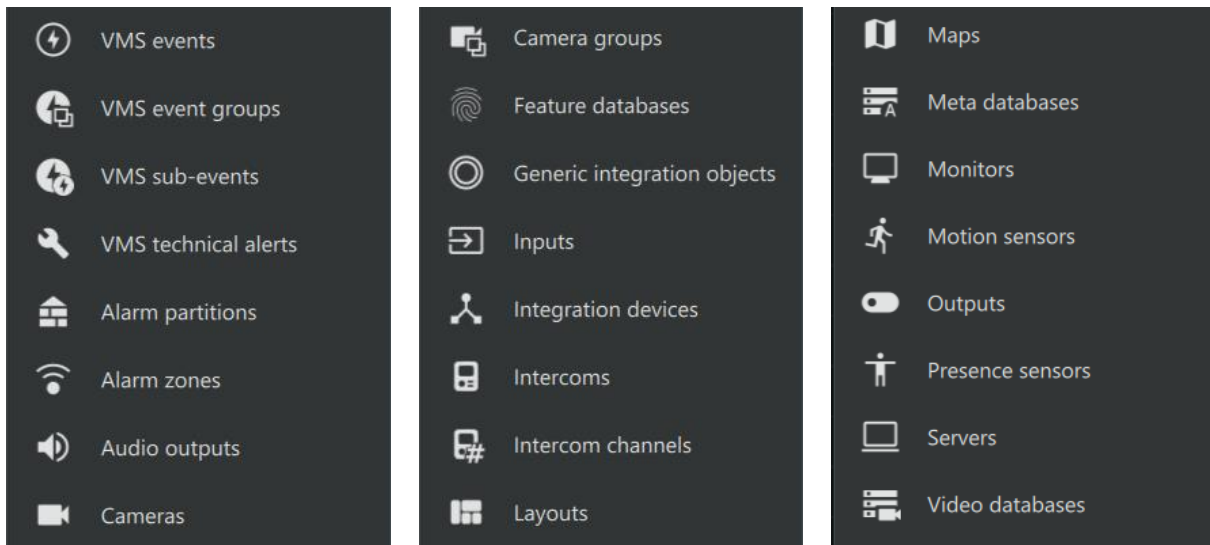 VMS events
VMS event groups
VMS sub-events
VMS technical alerts
Alarm partitions
Alarm zones
Audio outputs
Cameras
Camera groups
Feature databases
Generic integration objects
Inputs
Integration devices
Intercoms
Intercom channels
Layouts
Maps
Meta databases
Monitors
Motion sensors
Outputs
Presence sensors
Servers
Video databases